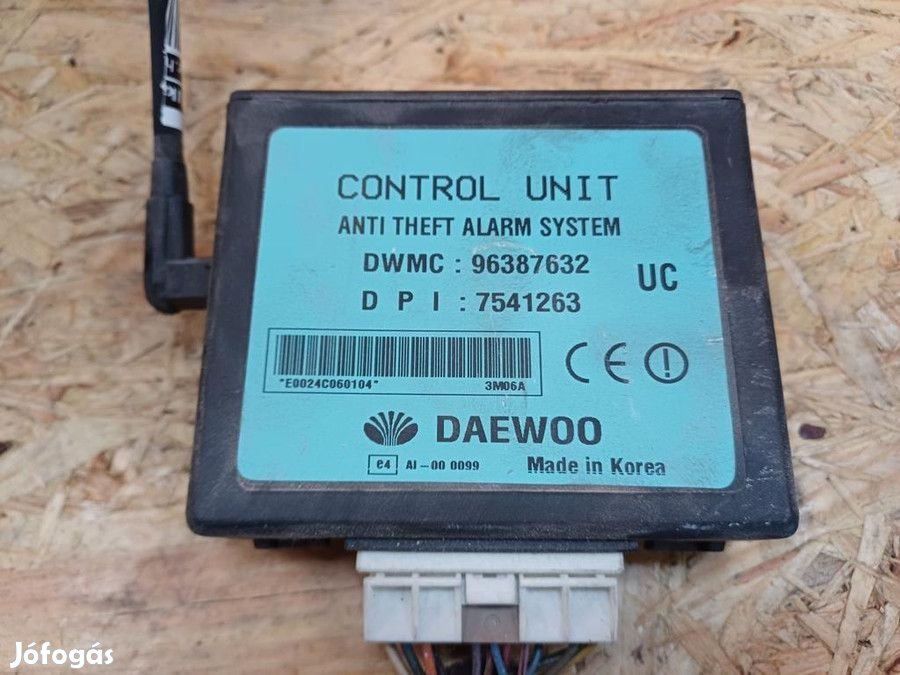 CONTROL UNIT
ANTI THEFT ALARM SYSTEM
DWMC : 96387632
D P I : 7541263
UC
"E0024C060104" 3M06A
CE
DAEWOO
e4 AI-00 0099 Made in Korea
Jófogás